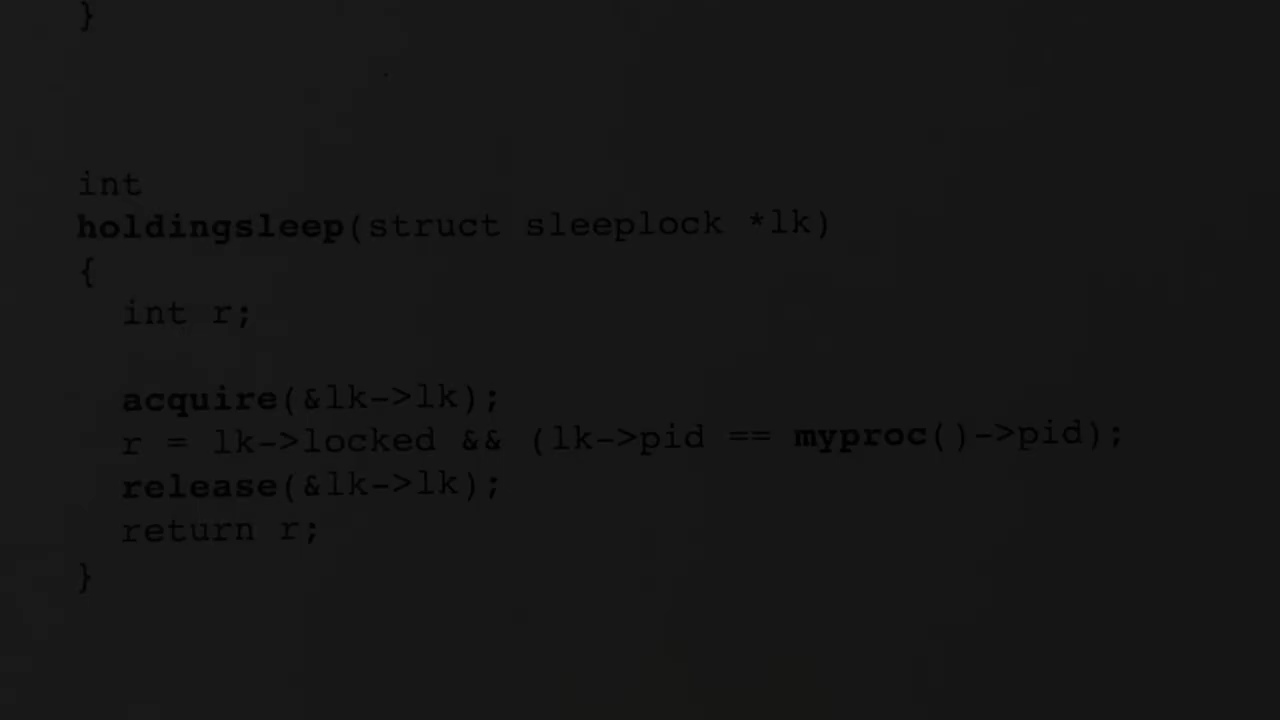 }
int
holdingsleep(struct sleeplock *lk)
{
  int r;
  acquire(&lk->lk);
  r = lk->locked && (lk->pid == myproc()->pid);
  release(&lk->lk);
  return r;
}